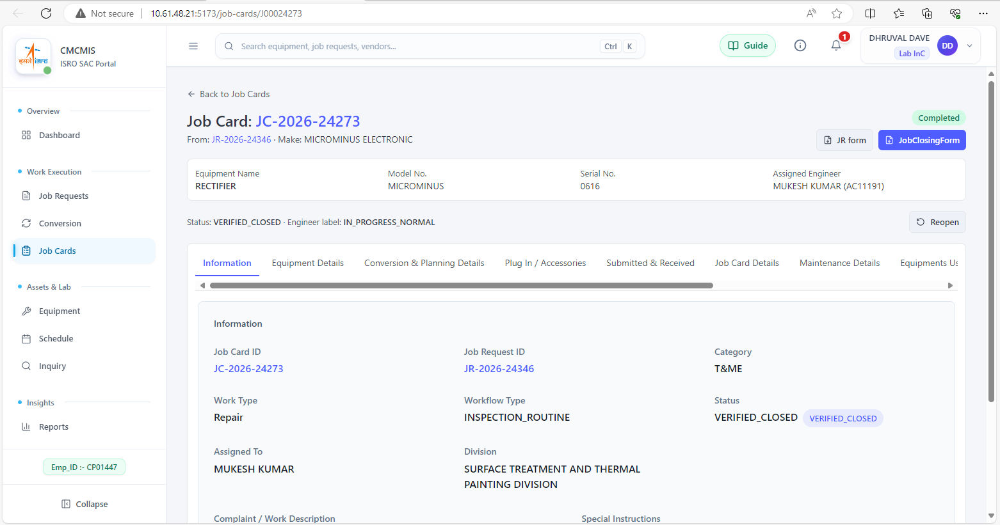 Not secure
10.61.48.21:5173/job-cards/J00024273
इसरो isro
CMCMIS
ISRO SAC Portal
Search equipment, job requests, vendors...
Ctrl K
Guide
1
DHRUVAL DAVE
Lab InC
DD
Overview
Dashboard
Work Execution
Job Requests
Conversion
Job Cards
Assets & Lab
Equipment
Schedule
Inquiry
Insights
Reports
Emp_ID :- CP01447
Collapse
Back to Job Cards
Job Card: JC-2026-24273
Completed
From: JR-2026-24346 · Make: MICROMINUS ELECTRONIC
JR form
JobClosingForm
Equipment Name Model No. Serial No. Assigned Engineer
RECTIFIER MICROMINUS 0616 MUKESH KUMAR (AC11191)
Status: VERIFIED_CLOSED · Engineer label: IN_PROGRESS_NORMAL
Reopen
Information Equipment Details Conversion & Planning Details Plug In / Accessories Submitted & Received Job Card Details Maintenance Details Equipments Us
Information
Job Card ID Job Request ID Category
JC-2026-24273 JR-2026-24346 T&ME
Work Type Workflow Type Status
Repair INSPECTION_ROUTINE VERIFIED_CLOSED VERIFIED_CLOSED
Assigned To Division
MUKESH KUMAR SURFACE TREATMENT AND THERMAL
PAINTING DIVISION
Complaint / Work Description Special Instructions